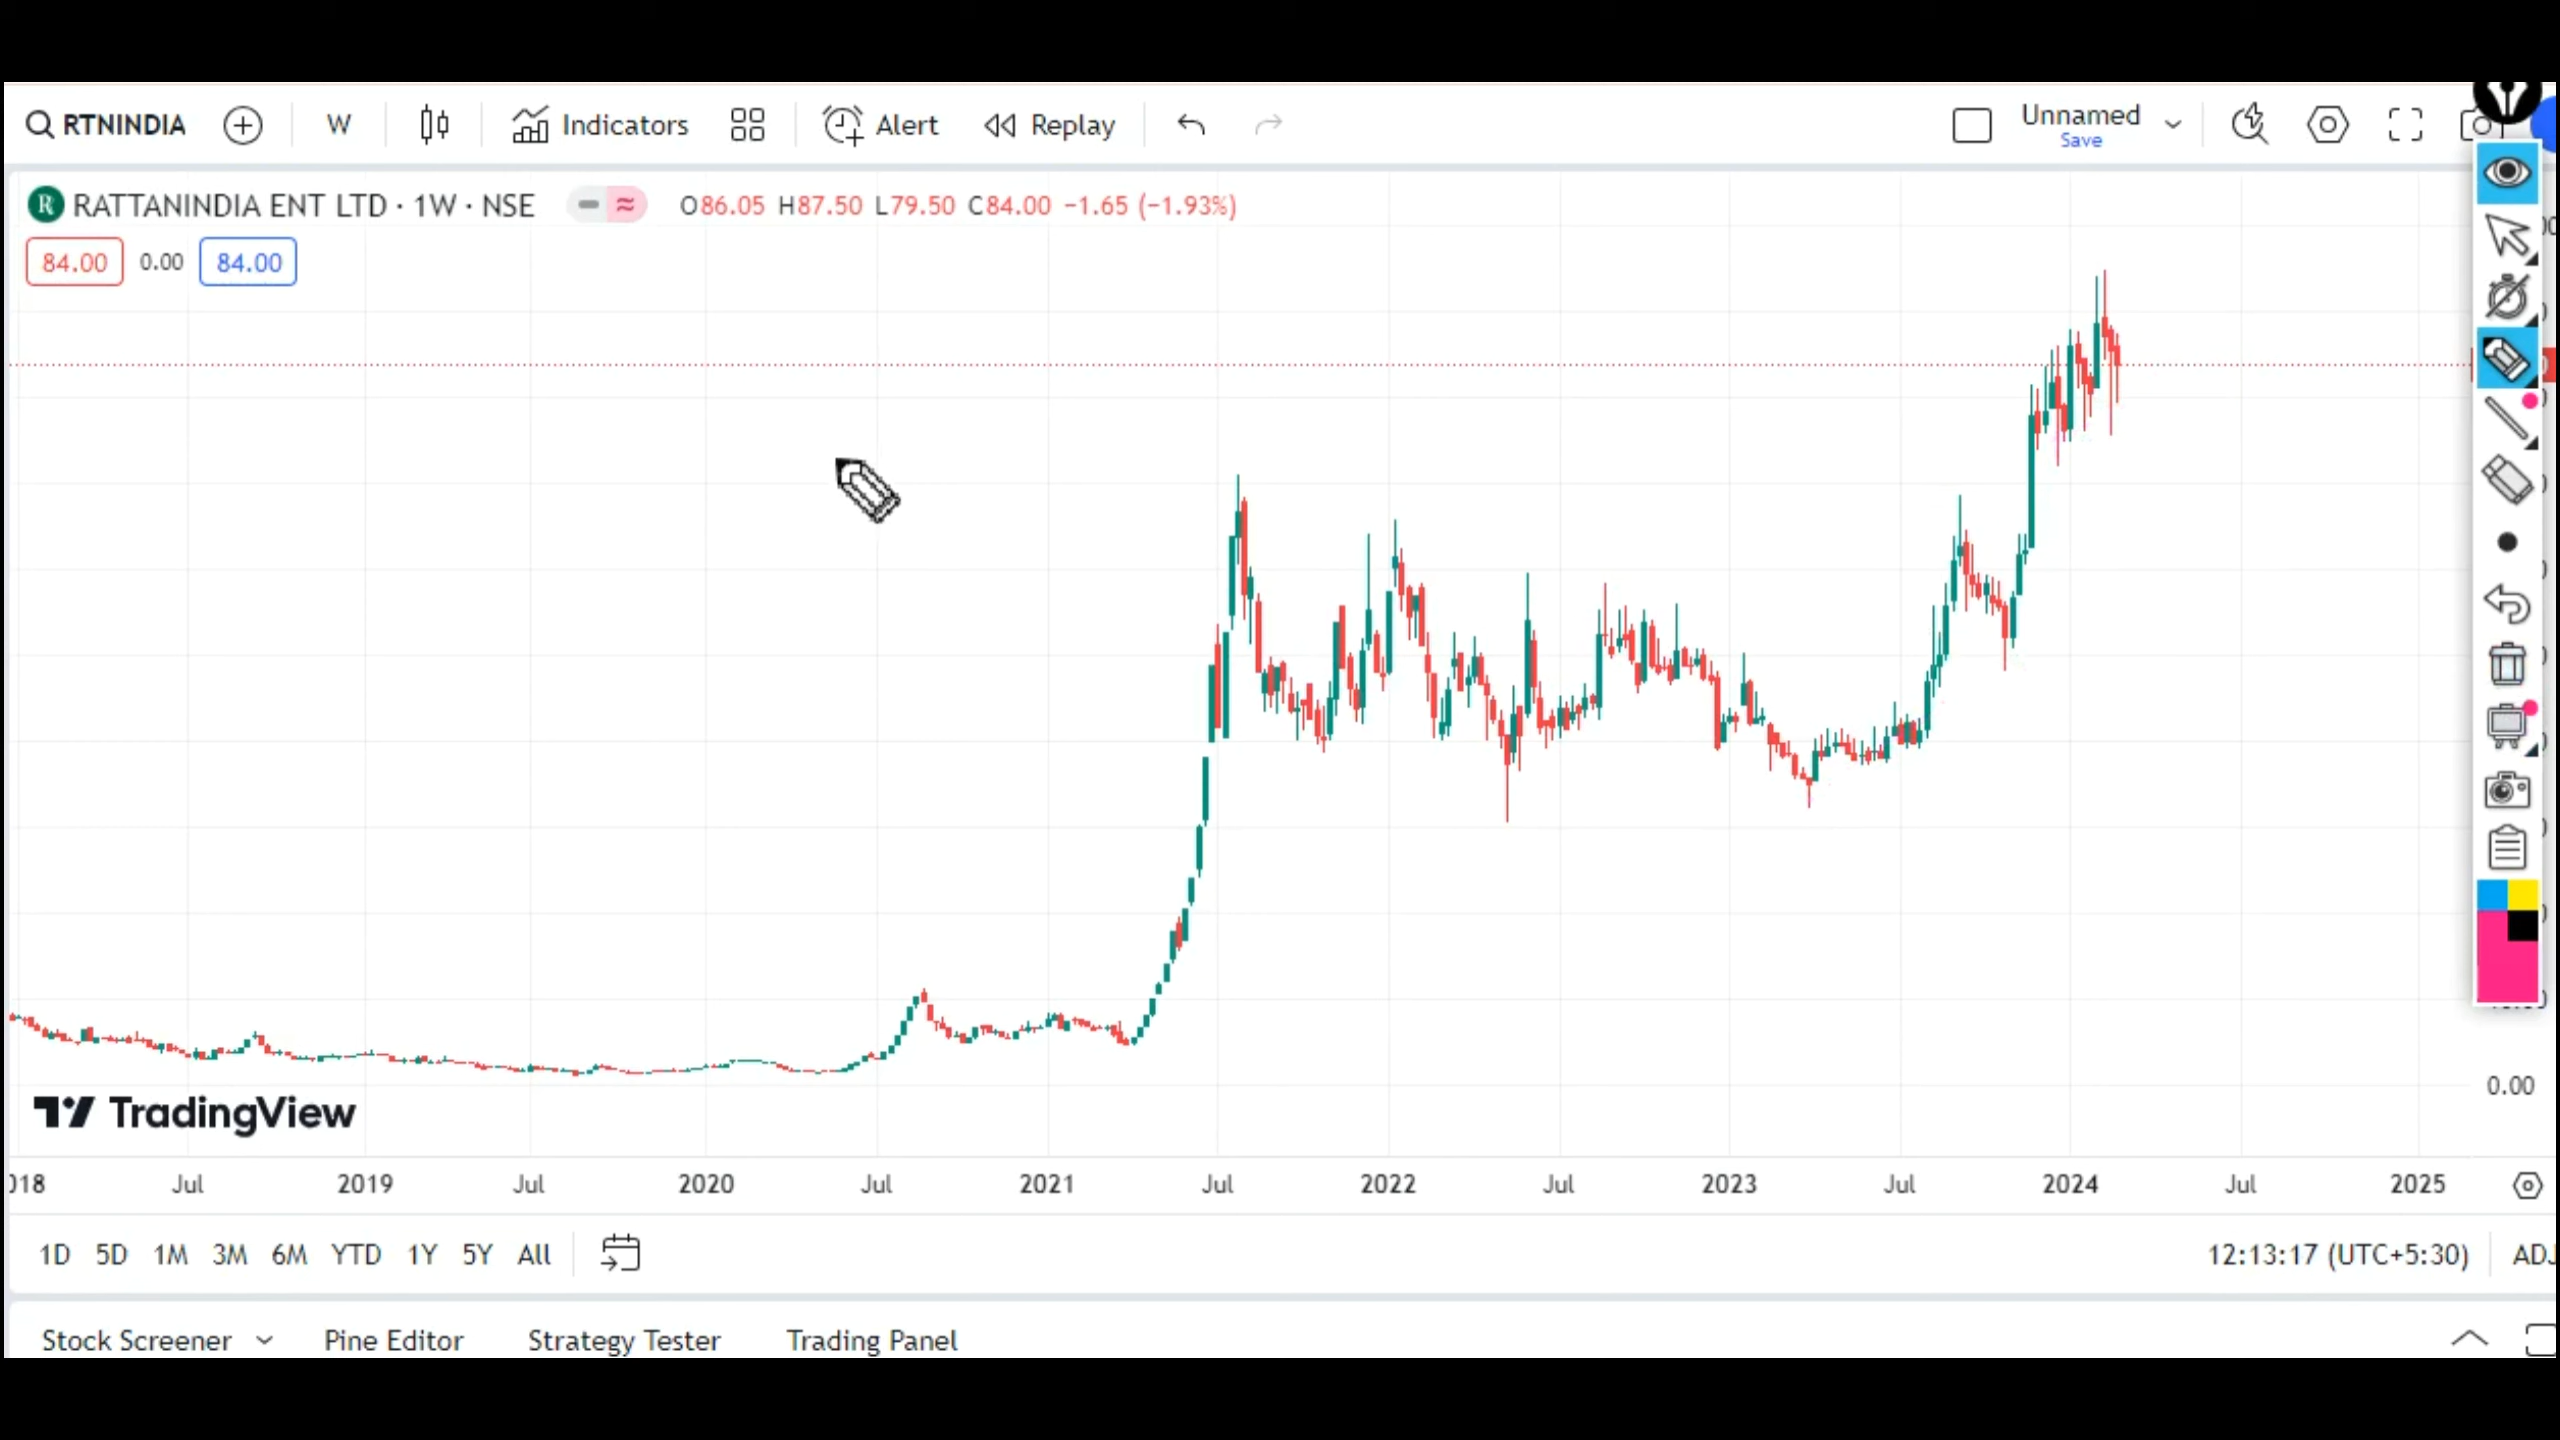 RTNINDIA W Indicators Alert Replay Unnamed
Save
R RATTANINDIA ENT LTD · 1W · NSE O86.05 H87.50 L79.50 C84.00 −1.65 (−1.93%)
84.00 0.00 84.00
0.00
TradingView
018 Jul 2019 Jul 2020 Jul 2021 Jul 2022 Jul 2023 Jul 2024 Jul 2025
1D 5D 1M 3M 6M YTD 1Y 5Y All 12:13:17 (UTC+5:30) ADJ
Stock Screener Pine Editor Strategy Tester Trading Panel